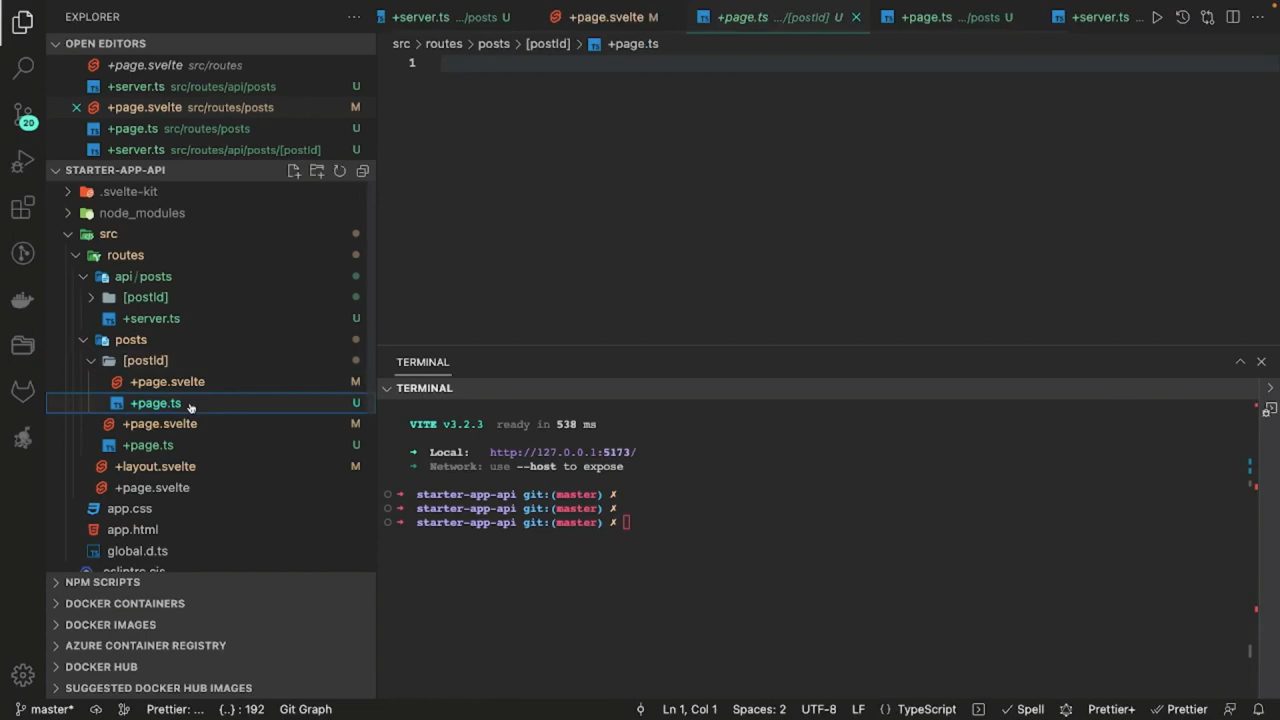 EXPLORER
OPEN EDITORS
+page.svelte src/routes
+server.ts src/routes/api/posts U
+page.svelte src/routes/posts M
+page.ts src/routes/posts U
+server.ts src/routes/api/posts/[postId] U
STARTER-APP-API
.svelte-kit
node_modules
src
routes
api/posts
[postId]
+server.ts U
posts
[postId]
+page.svelte M
+page.ts U
+page.svelte M
+page.ts U
+layout.svelte M
+page.svelte
app.css
app.html
global.d.ts
NPM SCRIPTS
DOCKER CONTAINERS
DOCKER IMAGES
AZURE CONTAINER REGISTRY
DOCKER HUB
SUGGESTED DOCKER HUB IMAGES
20
+server.ts .../posts U +page.svelte M +page.ts .../[postId] U +page.ts .../posts U +server.ts
src > routes > posts > [postId] > TS +page.ts
1
TERMINAL
TERMINAL
VITE v3.2.3 ready in 538 ms
➜ Local: http://127.0.0.1:5173/
➜ Network: use --host to expose
➜ starter-app-api git:(master) ✗
➜ starter-app-api git:(master) ✗
➜ starter-app-api git:(master) ✗
master* Prettier: ... {..} : 192 Git Graph Ln 1, Col 1 Spaces: 2 UTF-8 LF {} TypeScript ✓ Spell Prettier+ Prettier